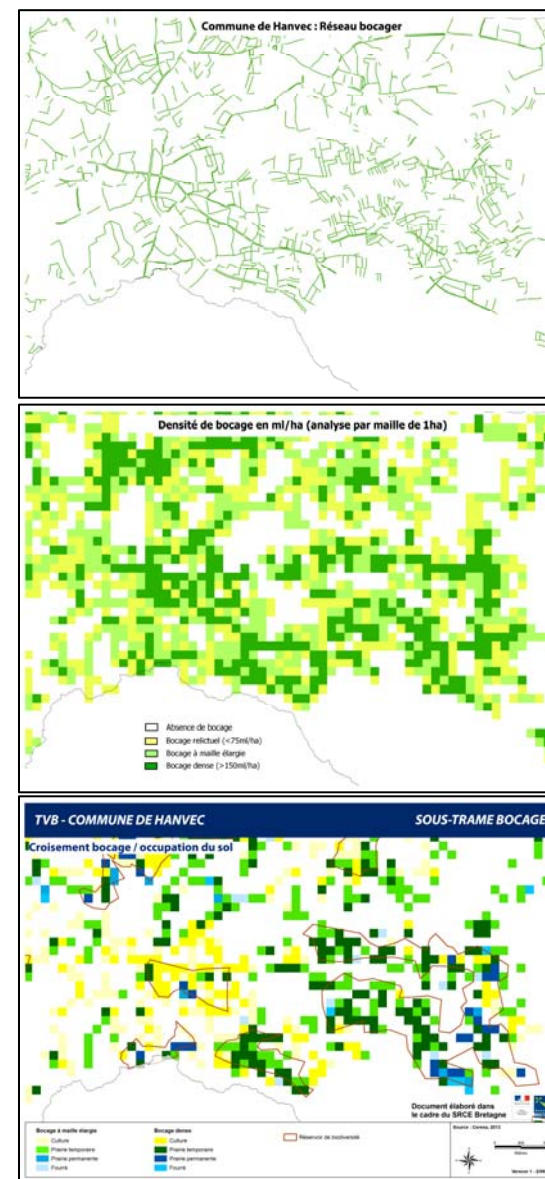 Commune de Hanvec : Réseau bocager
Densité de bocage en ml/ha (analyse par maille de 1ha)
Absence de bocage
Bocage relictuel (<75ml/ha)
Bocage à maille élargie
Bocage dense (>150ml/ha)
TVB - COMMUNE DE HANVEC SOUS-TRAME BOCAGE
Croisement bocage / occupation du sol
Document élaboré dans
le cadre du SRCE Bretagne
Bocage à maille élargie
Culture
Prairie temporaire
Prairie permanente
Fourré
Bocage dense
Culture
Prairie temporaire
Prairie permanente
Fourré
Réservoir de biodiversité
Version 1